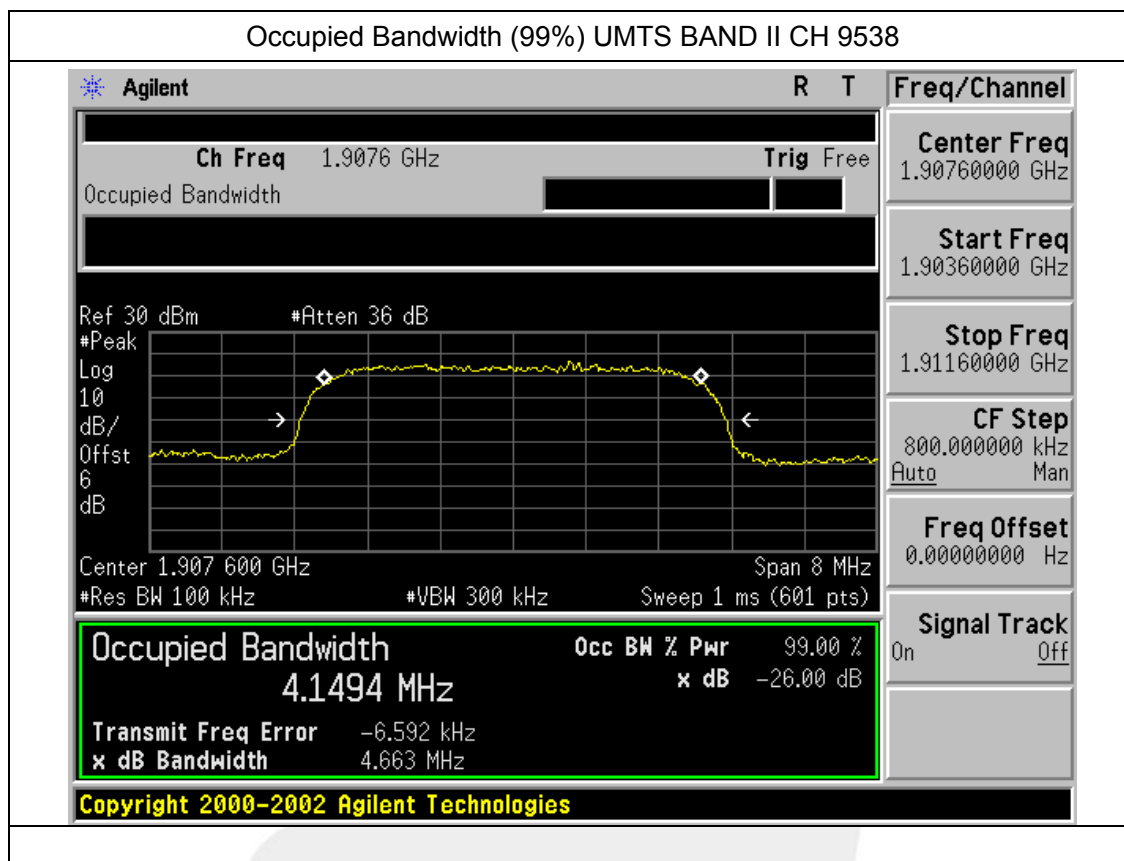 Occupied Bandwidth (99%) UMTS BAND II CH 9538
Agilent R T
Ch Freq 1.9076 GHz Trig Free
Occupied Bandwidth
Ref 30 dBm #Atten 36 dB
#Peak
Log
10
dB/
Offst
6
dB
Center 1.907 600 GHz Span 8 MHz
#Res BW 100 kHz #VBW 300 kHz Sweep 1 ms (601 pts)
Occupied Bandwidth Occ BW % Pwr 99.00 %
4.1494 MHz x dB -26.00 dB
Transmit Freq Error -6.592 kHz
x dB Bandwidth 4.663 MHz
Copyright 2000-2002 Agilent Technologies
Freq/Channel
Center Freq
1.90760000 GHz
Start Freq
1.90360000 GHz
Stop Freq
1.91160000 GHz
CF Step
800.000000 kHz
Auto Man
Freq Offset
0.00000000 Hz
Signal Track
On Off